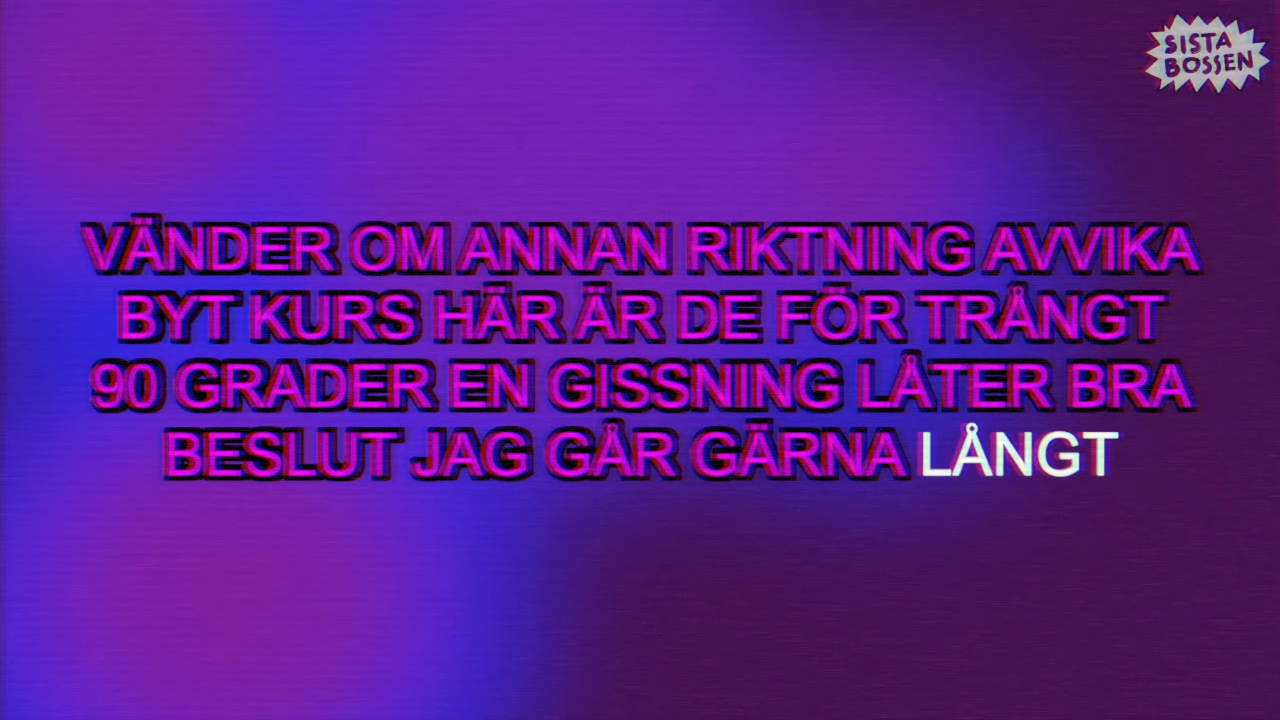 SISTA
BOSSEN
VÄNDER OM ANNAN RIKTNING AVVIKA
BYT KURS HÄR ÄR DE FÖR TRÅNGT
90 GRADER EN GISSNING LÅTER BRA
BESLUT JAG GÅR GÄRNA LÅNGT